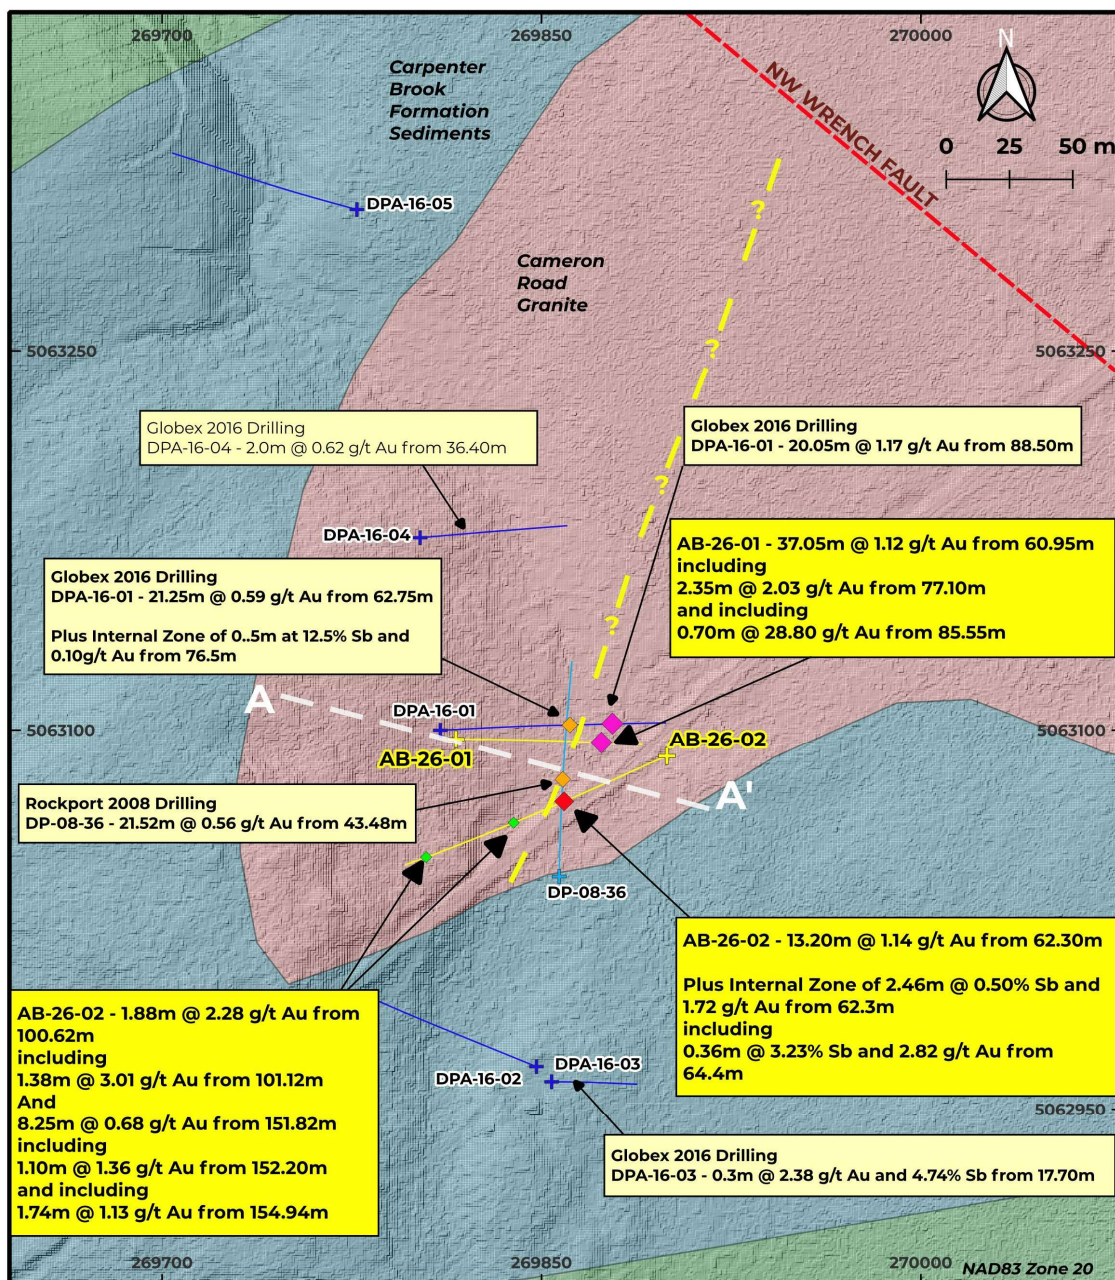 269700
269850
270000
N
Carpenter
Brook
Formation
Sediments
NW WRENCH FAULT
0 25 50 m
DPA-16-05
?
Cameron
Road
Granite
5063250
?
5063250
Globex 2016 Drilling
DPA-16-04 - 2.0m @ 0.62 g/t Au from 36.40m
Globex 2016 Drilling
DPA-16-01 - 20.05m @ 1.17 g/t Au from 88.50m
?
DPA-16-04
AB-26-01 - 37.05m @ 1.12 g/t Au from 60.95m
including
2.35m @ 2.03 g/t Au from 77.10m
and including
0.70m @ 28.80 g/t Au from 85.55m
Globex 2016 Drilling
DPA-16-01 - 21.25m @ 0.59 g/t Au from 62.75m
Plus Internal Zone of 0..5m at 12.5% Sb and
0.10g/t Au from 76.5m
?
A
DPA-16-01
5063100
5063100
AB-26-01
AB-26-02
A'
Rockport 2008 Drilling
DP-08-36 - 21.52m @ 0.56 g/t Au from 43.48m
DP-08-36
AB-26-02 - 13.20m @ 1.14 g/t Au from 62.30m
Plus Internal Zone of 2.46m @ 0.50% Sb and
1.72 g/t Au from 62.3m
including
0.36m @ 3.23% Sb and 2.82 g/t Au from
64.4m
AB-26-02 - 1.88m @ 2.28 g/t Au from
100.62m
including
1.38m @ 3.01 g/t Au from 101.12m
And
8.25m @ 0.68 g/t Au from 151.82m
including
1.10m @ 1.36 g/t Au from 152.20m
and including
1.74m @ 1.13 g/t Au from 154.94m
DPA-16-03
DPA-16-02
5062950
Globex 2016 Drilling
DPA-16-03 - 0.3m @ 2.38 g/t Au and 4.74% Sb from 17.70m
269700
269850
270000
NAD83 Zone 20